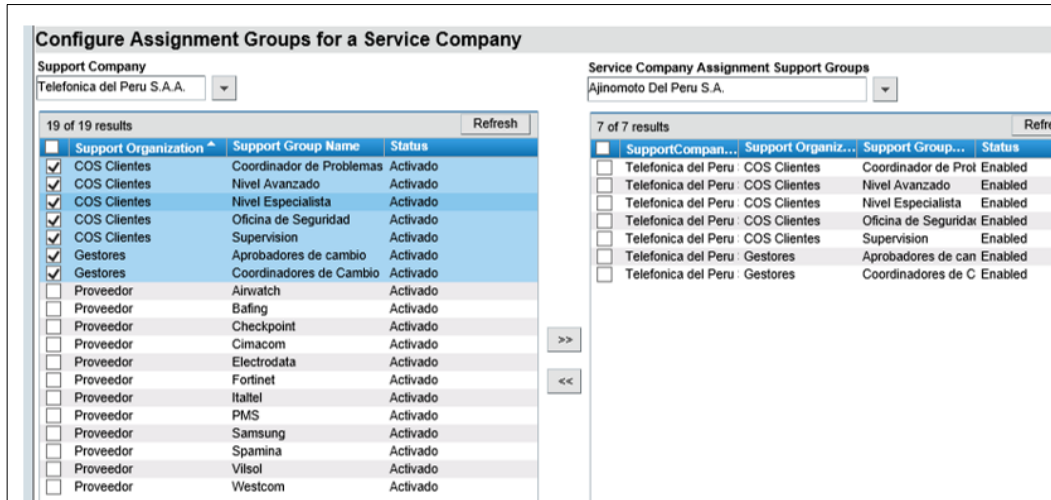 Configure Assignment Groups for a Service Company
Support Company
Telefonica del Peru S.A.A.
19 of 19 results Refresh
Support Organization Support Group Name Status
COS Clientes Coordinador de Problemas Activado
COS Clientes Nivel Avanzado Activado
COS Clientes Nivel Especialista Activado
COS Clientes Oficina de Seguridad Activado
COS Clientes Supervision Activado
Gestores Aprobadores de cambio Activado
Gestores Coordinadores de Cambio Activado
Proveedor Airwatch Activado
Proveedor Bafing Activado
Proveedor Checkpoint Activado
Proveedor Cimacom Activado
Proveedor Electrodata Activado
Proveedor Fortinet Activado
Proveedor Italtel Activado
Proveedor PMS Activado
Proveedor Samsung Activado
Proveedor Spamina Activado
Proveedor Vilsol Activado
Proveedor Westcom Activado
>>
<<
Service Company Assignment Support Groups
Ajinomoto Del Peru S.A.
7 of 7 results Refre
SupportCompan... Support Organiz... Support Group... Status
Telefonica del Peru COS Clientes Coordinador de Prol Enabled
Telefonica del Peru COS Clientes Nivel Avanzado Enabled
Telefonica del Peru COS Clientes Nivel Especialista Enabled
Telefonica del Peru COS Clientes Oficina de Seguridad Enabled
Telefonica del Peru COS Clientes Supervision Enabled
Telefonica del Peru Gestores Aprobadores de can Enabled
Telefonica del Peru Gestores Coordinadores de C Enabled